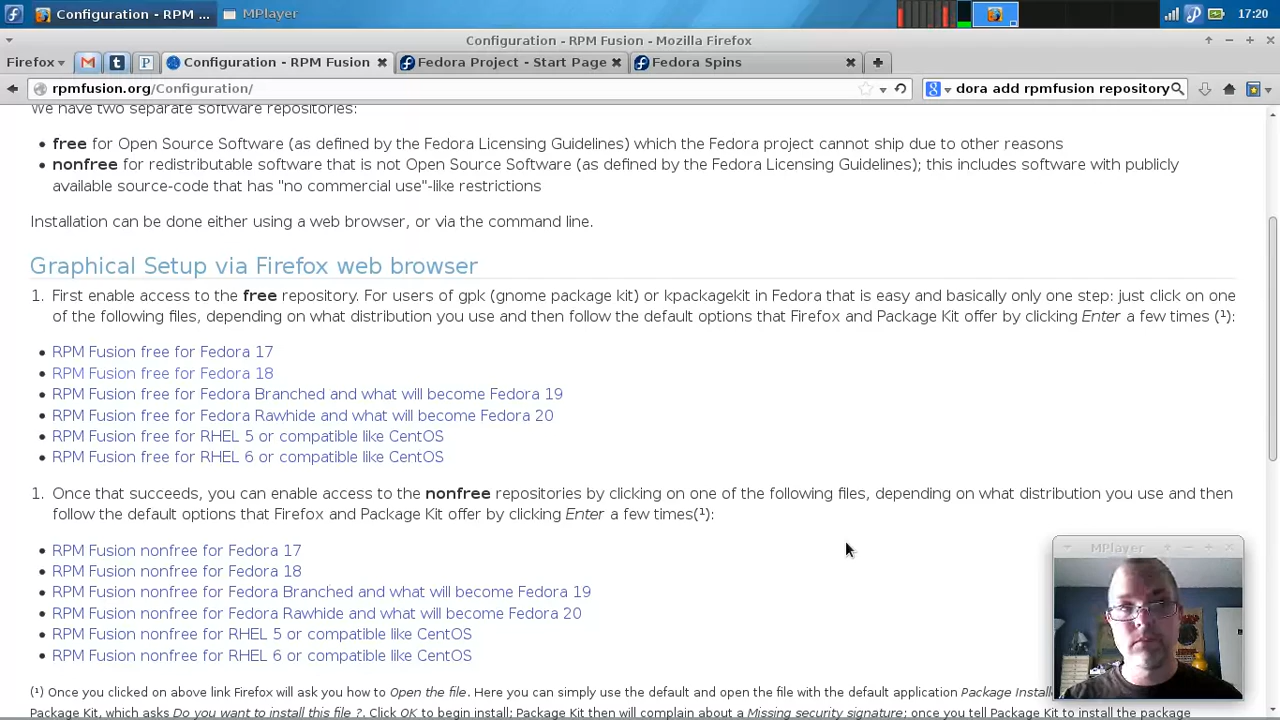 Configuration - RPM ...
MPlayer
17:20
Configuration - RPM Fusion - Mozilla Firefox
Firefox
Configuration - RPM Fusion
Fedora Project - Start Page
Fedora Spins
rpmfusion.org/Configuration/
dora add rpmfusion repository
We have two separate software repositories:
• free for Open Source Software (as defined by the Fedora Licensing Guidelines) which the Fedora project cannot ship due to other reasons
• nonfree for redistributable software that is not Open Source Software (as defined by the Fedora Licensing Guidelines); this includes software with publicly
available source-code that has "no commercial use"-like restrictions
Installation can be done either using a web browser, or via the command line.
Graphical Setup via Firefox web browser
1. First enable access to the free repository. For users of gpk (gnome package kit) or kpackagekit in Fedora that is easy and basically only one step: just click on one
of the following files, depending on what distribution you use and then follow the default options that Firefox and Package Kit offer by clicking Enter a few times (¹):
• RPM Fusion free for Fedora 17
• RPM Fusion free for Fedora 18
• RPM Fusion free for Fedora Branched and what will become Fedora 19
• RPM Fusion free for Fedora Rawhide and what will become Fedora 20
• RPM Fusion free for RHEL 5 or compatible like CentOS
• RPM Fusion free for RHEL 6 or compatible like CentOS
1. Once that succeeds, you can enable access to the nonfree repositories by clicking on one of the following files, depending on what distribution you use and then
follow the default options that Firefox and Package Kit offer by clicking Enter a few times(¹):
• RPM Fusion nonfree for Fedora 17
• RPM Fusion nonfree for Fedora 18
• RPM Fusion nonfree for Fedora Branched and what will become Fedora 19
• RPM Fusion nonfree for Fedora Rawhide and what will become Fedora 20
• RPM Fusion nonfree for RHEL 5 or compatible like CentOS
• RPM Fusion nonfree for RHEL 6 or compatible like CentOS
MPlayer
(¹) Once you clicked on above link Firefox will ask you how to Open the file. Here you can simply use the default and open the file with the default application Package Install
Package Kit, which asks Do you want to install this file ?. Click OK to begin install; Package Kit then will complain about a Missing security signature; once you tell Package Kit to install the package